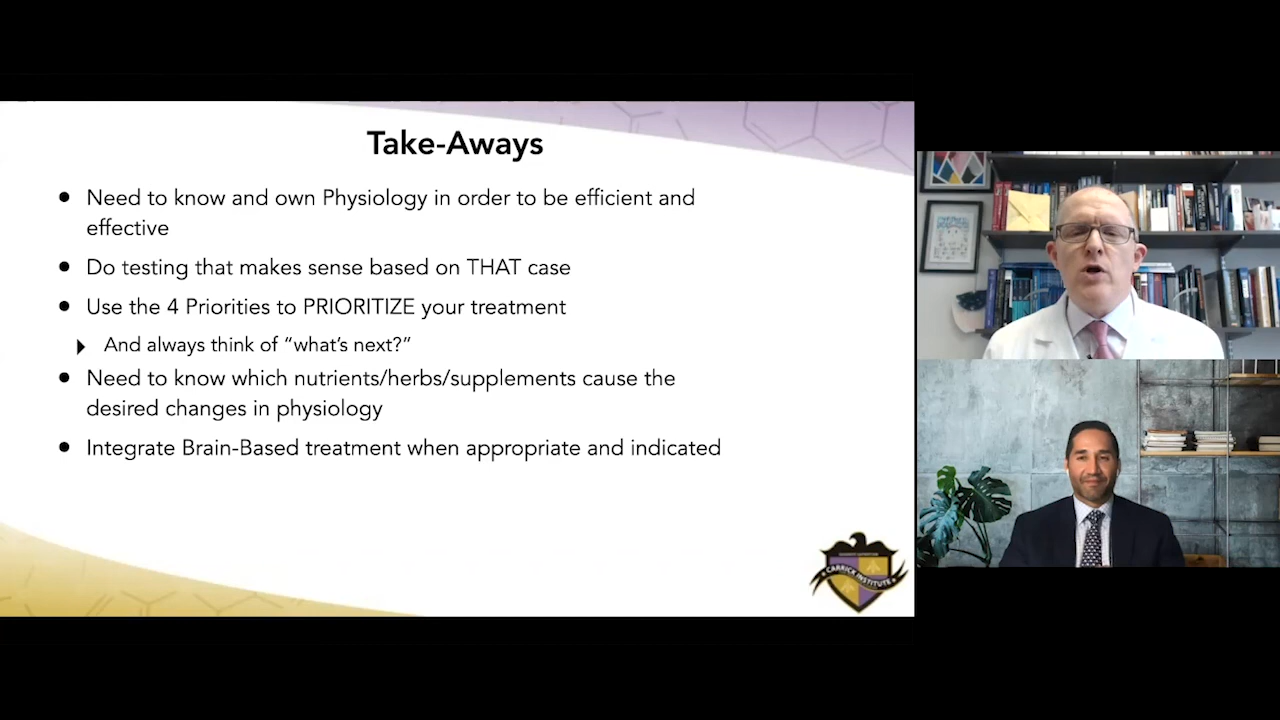 Take-Aways
Need to know and own Physiology in order to be efficient and
effective
Do testing that makes sense based on THAT case
Use the 4 Priorities to PRIORITIZE your treatment
And always think of “what’s next?”
Need to know which nutrients/herbs/supplements cause the
desired changes in physiology
Integrate Brain-Based treatment when appropriate and indicated
CARRICK INSTITUTE